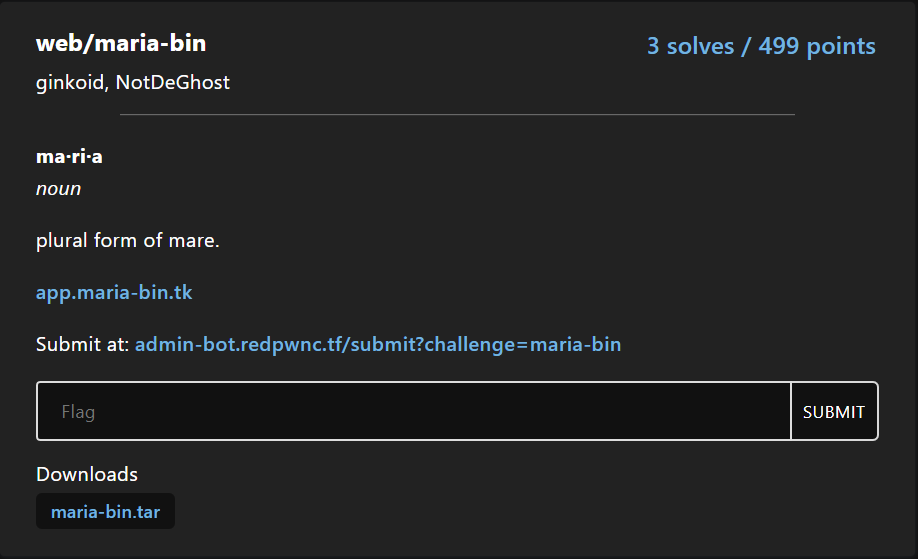 web/maria-bin
3 solves / 499 points
ginkoid, NotDeGhost
ma·ri·a
noun
plural form of mare.
app.maria-bin.tk
Submit at: admin-bot.redpwnc.tf/submit?challenge=maria-bin
Flag
SUBMIT
Downloads
maria-bin.tar